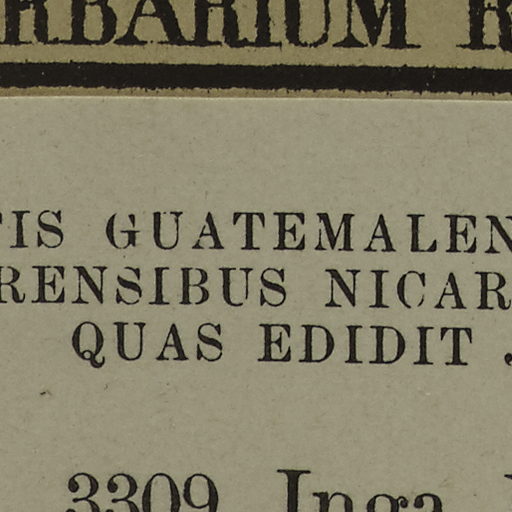 RBARIUM
TIS GUATEMALEN
RENSIBUS NICAR
QUAS EDIDIT
3309 Inga